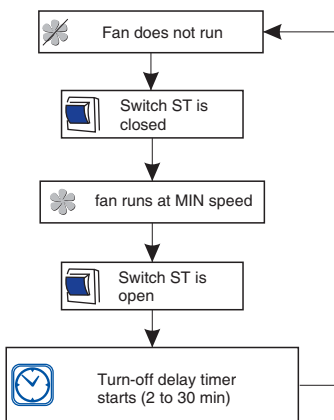 Fan does not run
Switch ST is
closed
fan runs at MIN speed
Switch ST is
open
Turn-off delay timer
starts (2 to 30 min)